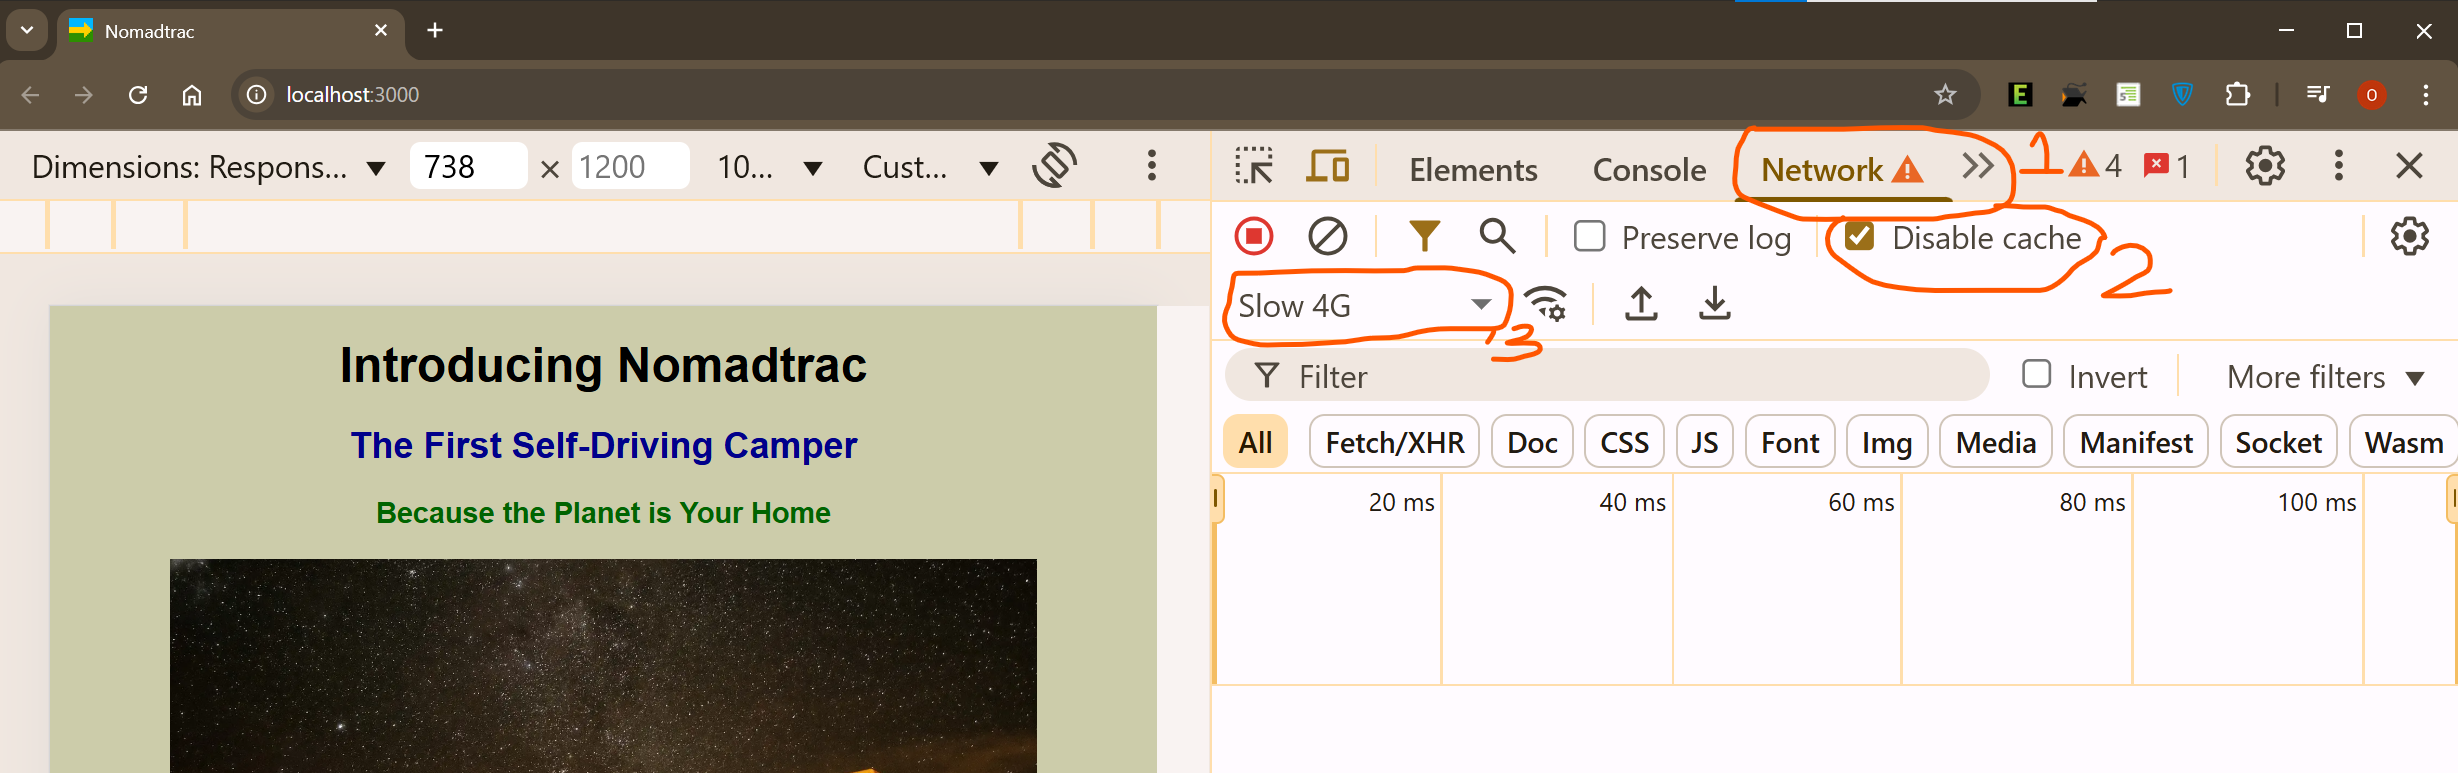 Nomadtrac
localhost:3000
O
Dimensions: Respons... 738 × 1200 10... Cust...
Elements Console Network 1 4 1
Preserve log Disable cache 2
Slow 4G 3
Filter Invert More filters
All Fetch/XHR Doc CSS JS Font Img Media Manifest Socket Wasm
20 ms 40 ms 60 ms 80 ms 100 ms
Introducing Nomadtrac
The First Self-Driving Camper
Because the Planet is Your Home